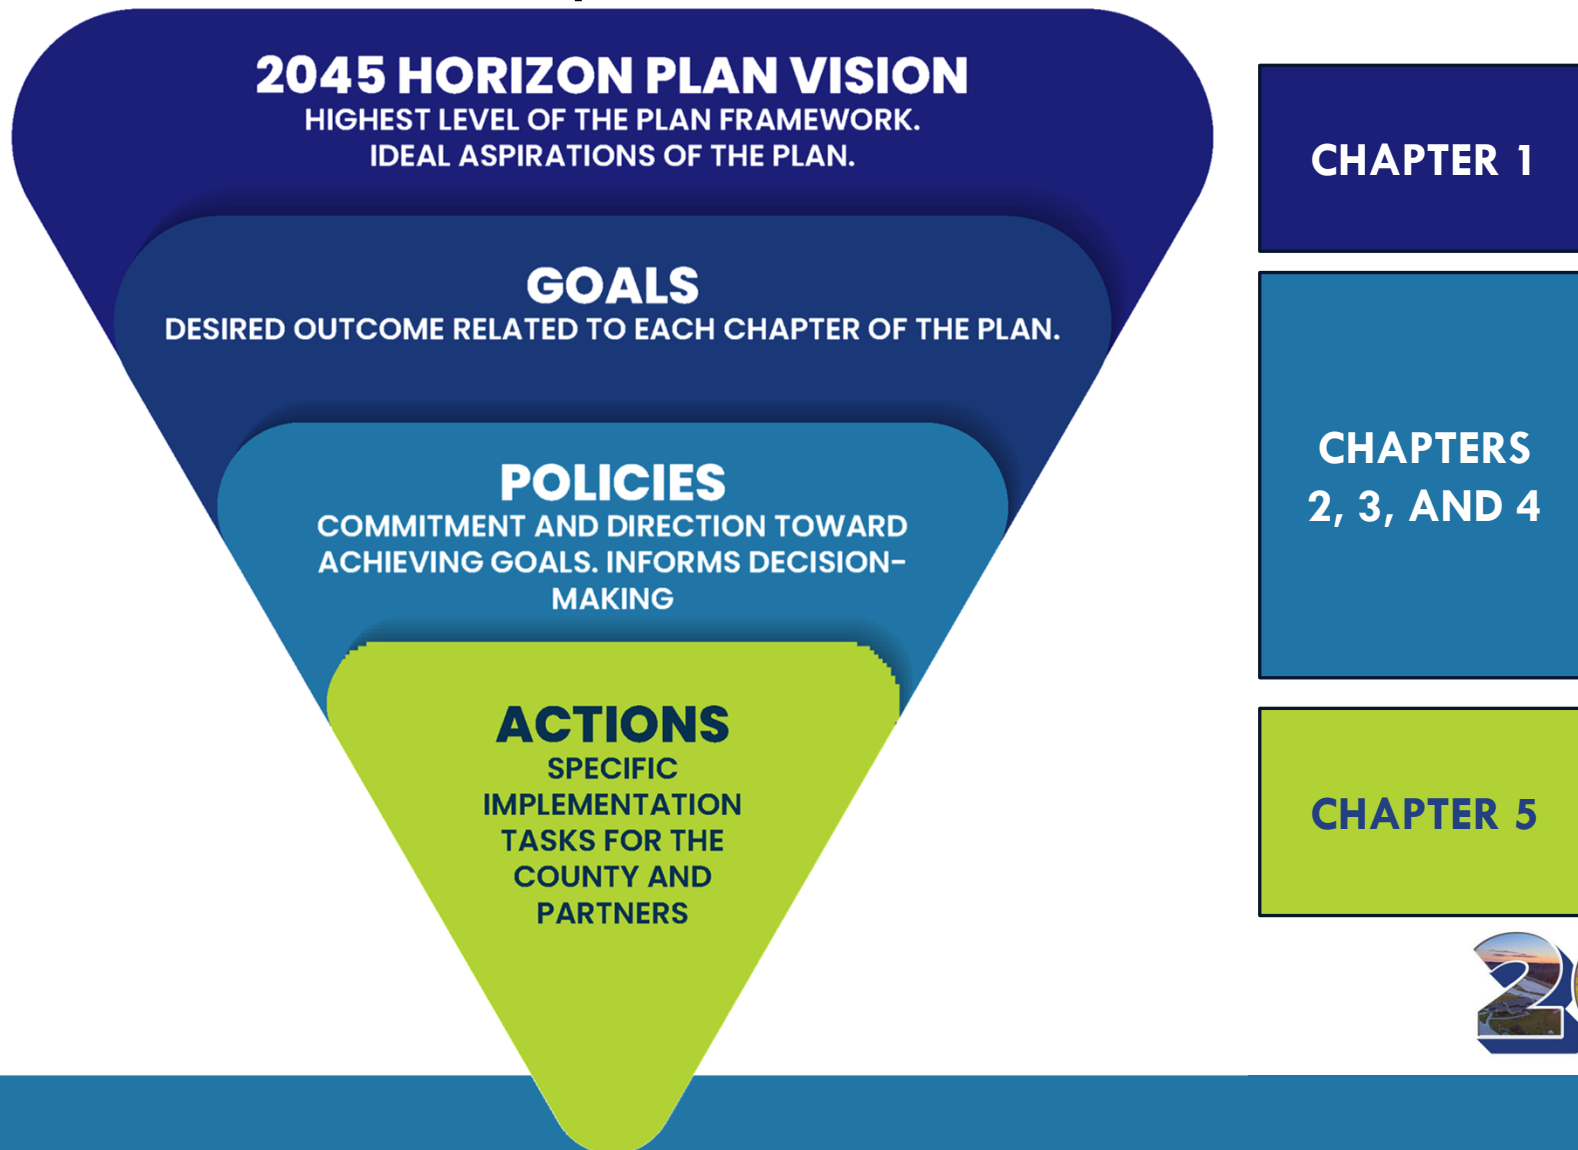 2045 HORIZON PLAN VISION
HIGHEST LEVEL OF THE PLAN FRAMEWORK.
IDEAL ASPIRATIONS OF THE PLAN.
GOALS
DESIRED OUTCOME RELATED TO EACH CHAPTER OF THE PLAN.
POLICIES
COMMITMENT AND DIRECTION TOWARD
ACHIEVING GOALS. INFORMS DECISION-
MAKING
ACTIONS
SPECIFIC
IMPLEMENTATION
TASKS FOR THE
COUNTY AND
PARTNERS
CHAPTER 1
CHAPTERS
2, 3, AND 4
CHAPTER 5
2